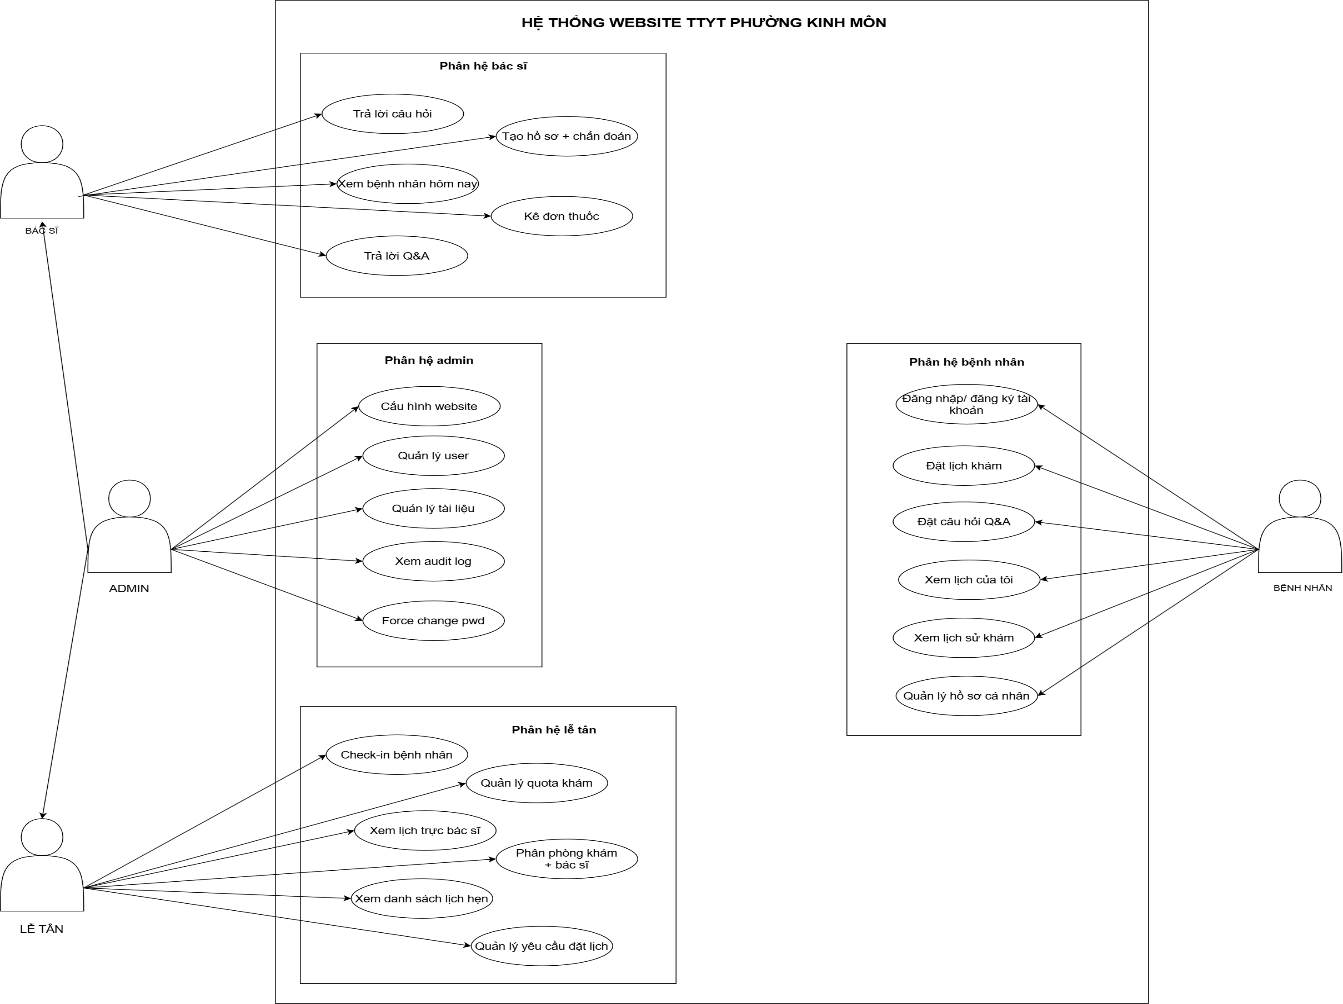 HỆ THỐNG WEBSITE TTYT PHƯỜNG KINH MÔN
Phân hệ bác sĩ
Trả lời câu hỏi
Tạo hồ sơ + chẩn đoán
Xem bệnh nhân hôm nay
Kê đơn thuốc
Trả lời Q&A
BÁC SĨ
Phân hệ admin
Cấu hình website
Quản lý user
Quản lý tài liệu
Xem audit log
Force change pwd
ADMIN
Phân hệ bệnh nhân
Đăng nhập/ đăng ký tài
khoản
Đặt lịch khám
Đặt câu hỏi Q&A
Xem lịch của tôi
Xem lịch sử khám
Quản lý hồ sơ cá nhân
BỆNH NHÂN
Phân hệ lễ tân
Check-in bệnh nhân
Quản lý quota khám
Xem lịch trực bác sĩ
Phân phòng khám
+ bác sĩ
Xem danh sách lịch hẹn
Quản lý yêu cầu đặt lịch
LỄ TÂN